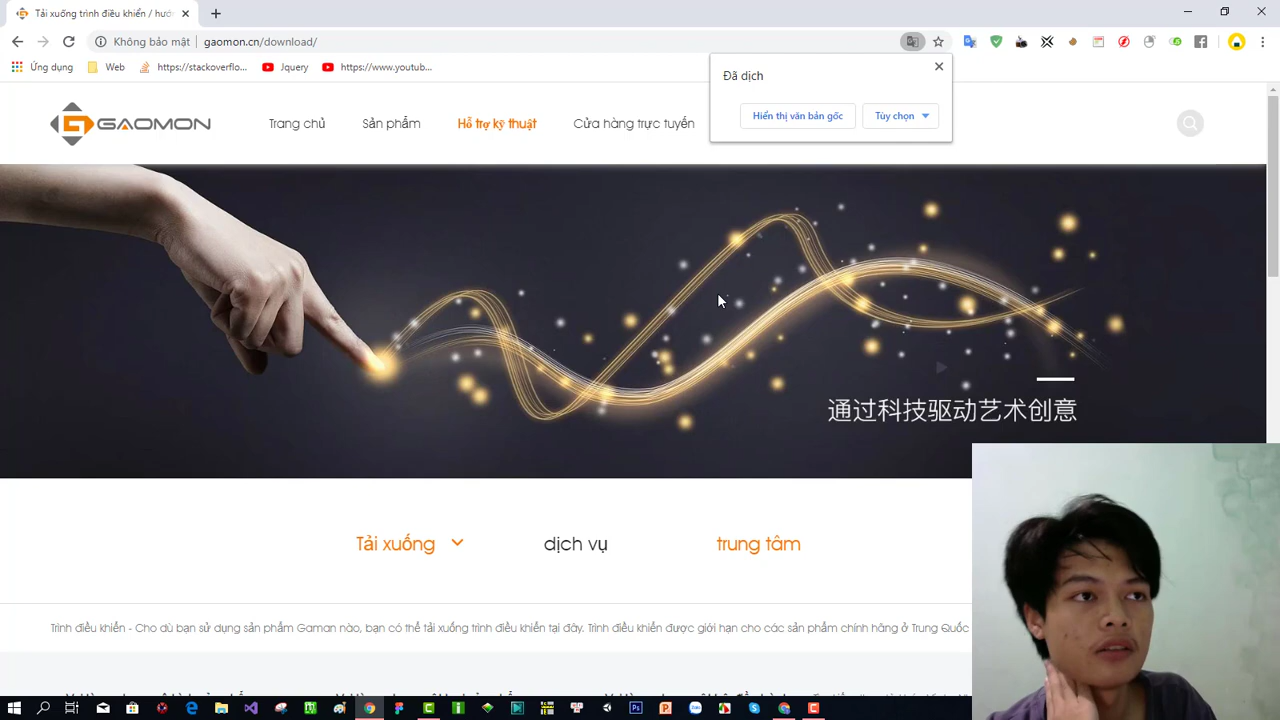 Tải xuống trình điều khiển / hướ
Không bảo mật
gaomon.cn/download/
Ứng dụng
Web
https://stackoverflo...
Jquery
https://www.youtub...
Đã dịch
Hiển thị văn bản gốc
Tùy chọn
GAOMON
Trang chủ
Sản phẩm
Hỗ trợ kỹ thuật
Cửa hàng trực tuyến
通过科技驱动艺术创意
Tải xuống
dịch vụ
trung tâm
Trình điều khiển - Cho dù bạn sử dụng sản phẩm Gaman nào, bạn có thể tải xuống trình điều khiển tại đây. Trình điều khiển được giới hạn cho các sản phẩm chính hãng ở Trung Quốc